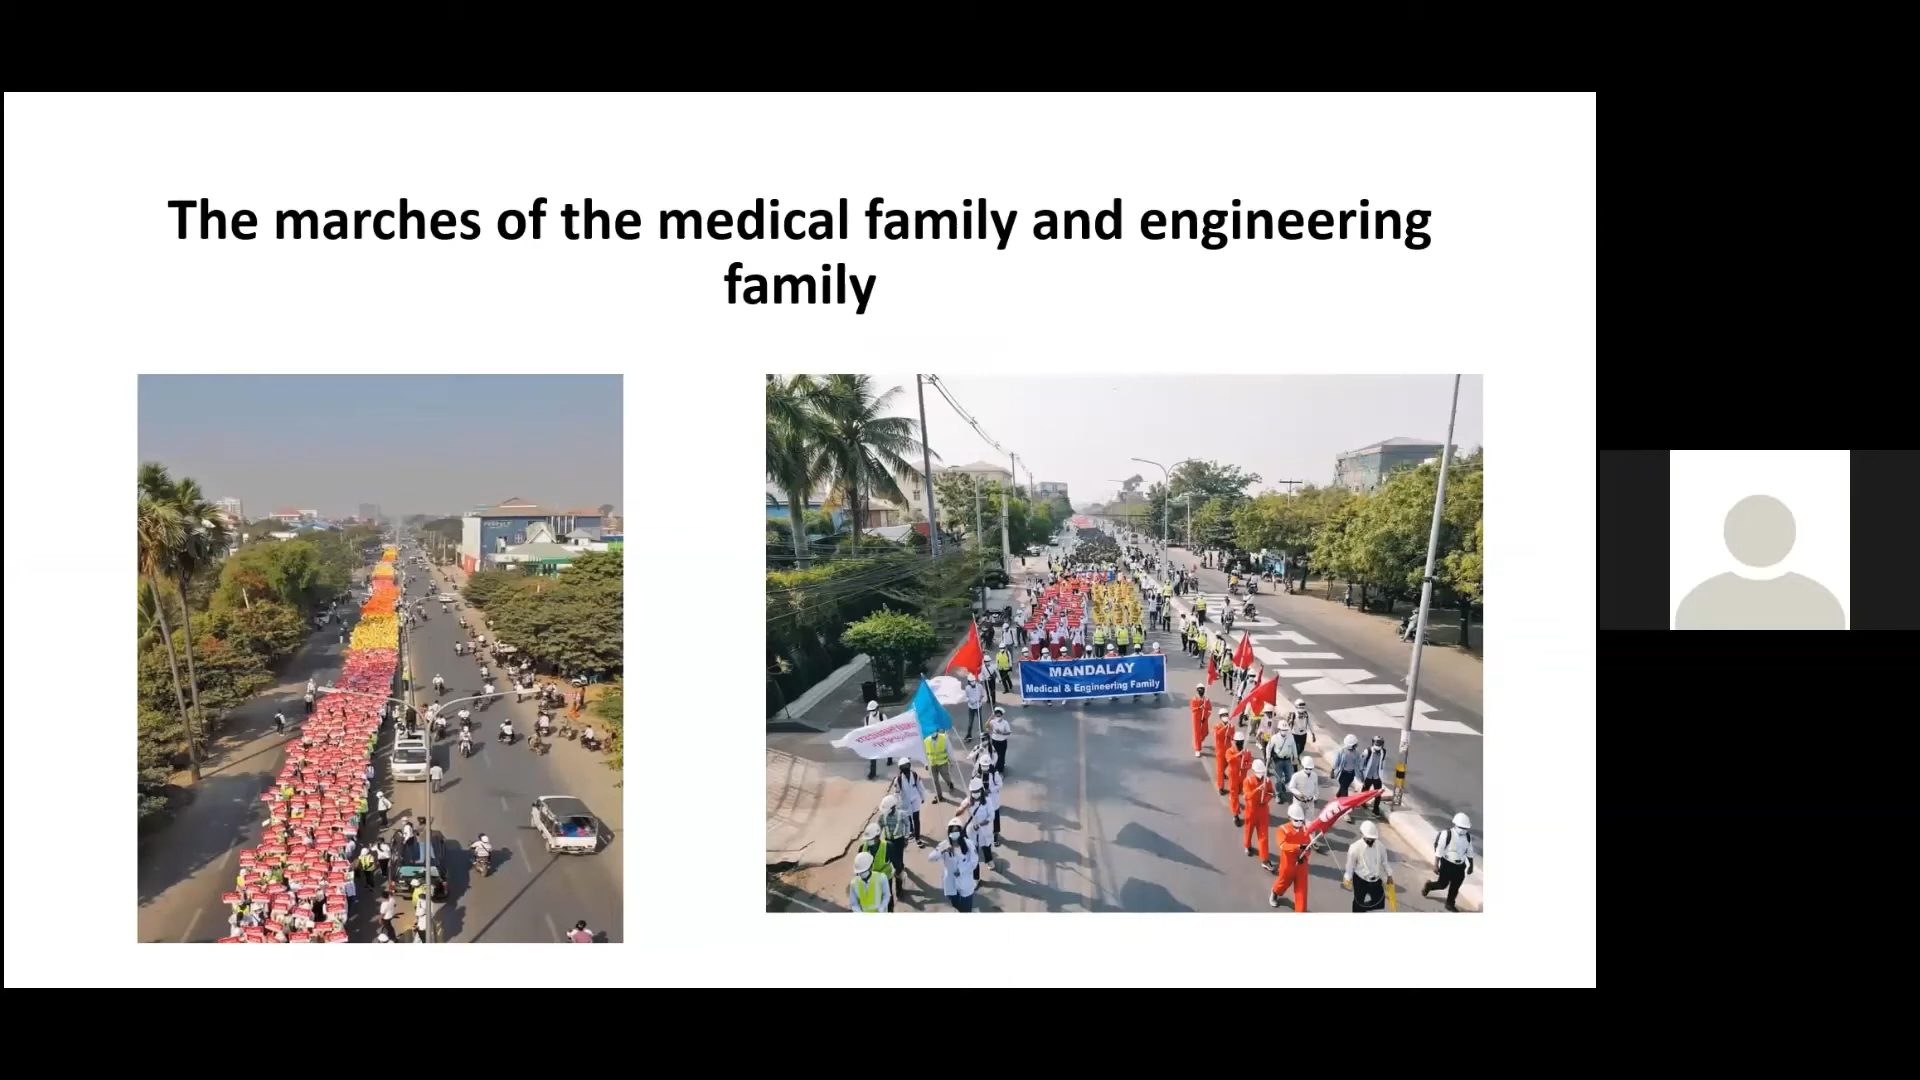 The marches of the medical family and engineering
family
MANDALAY
Medical & Engineering Family